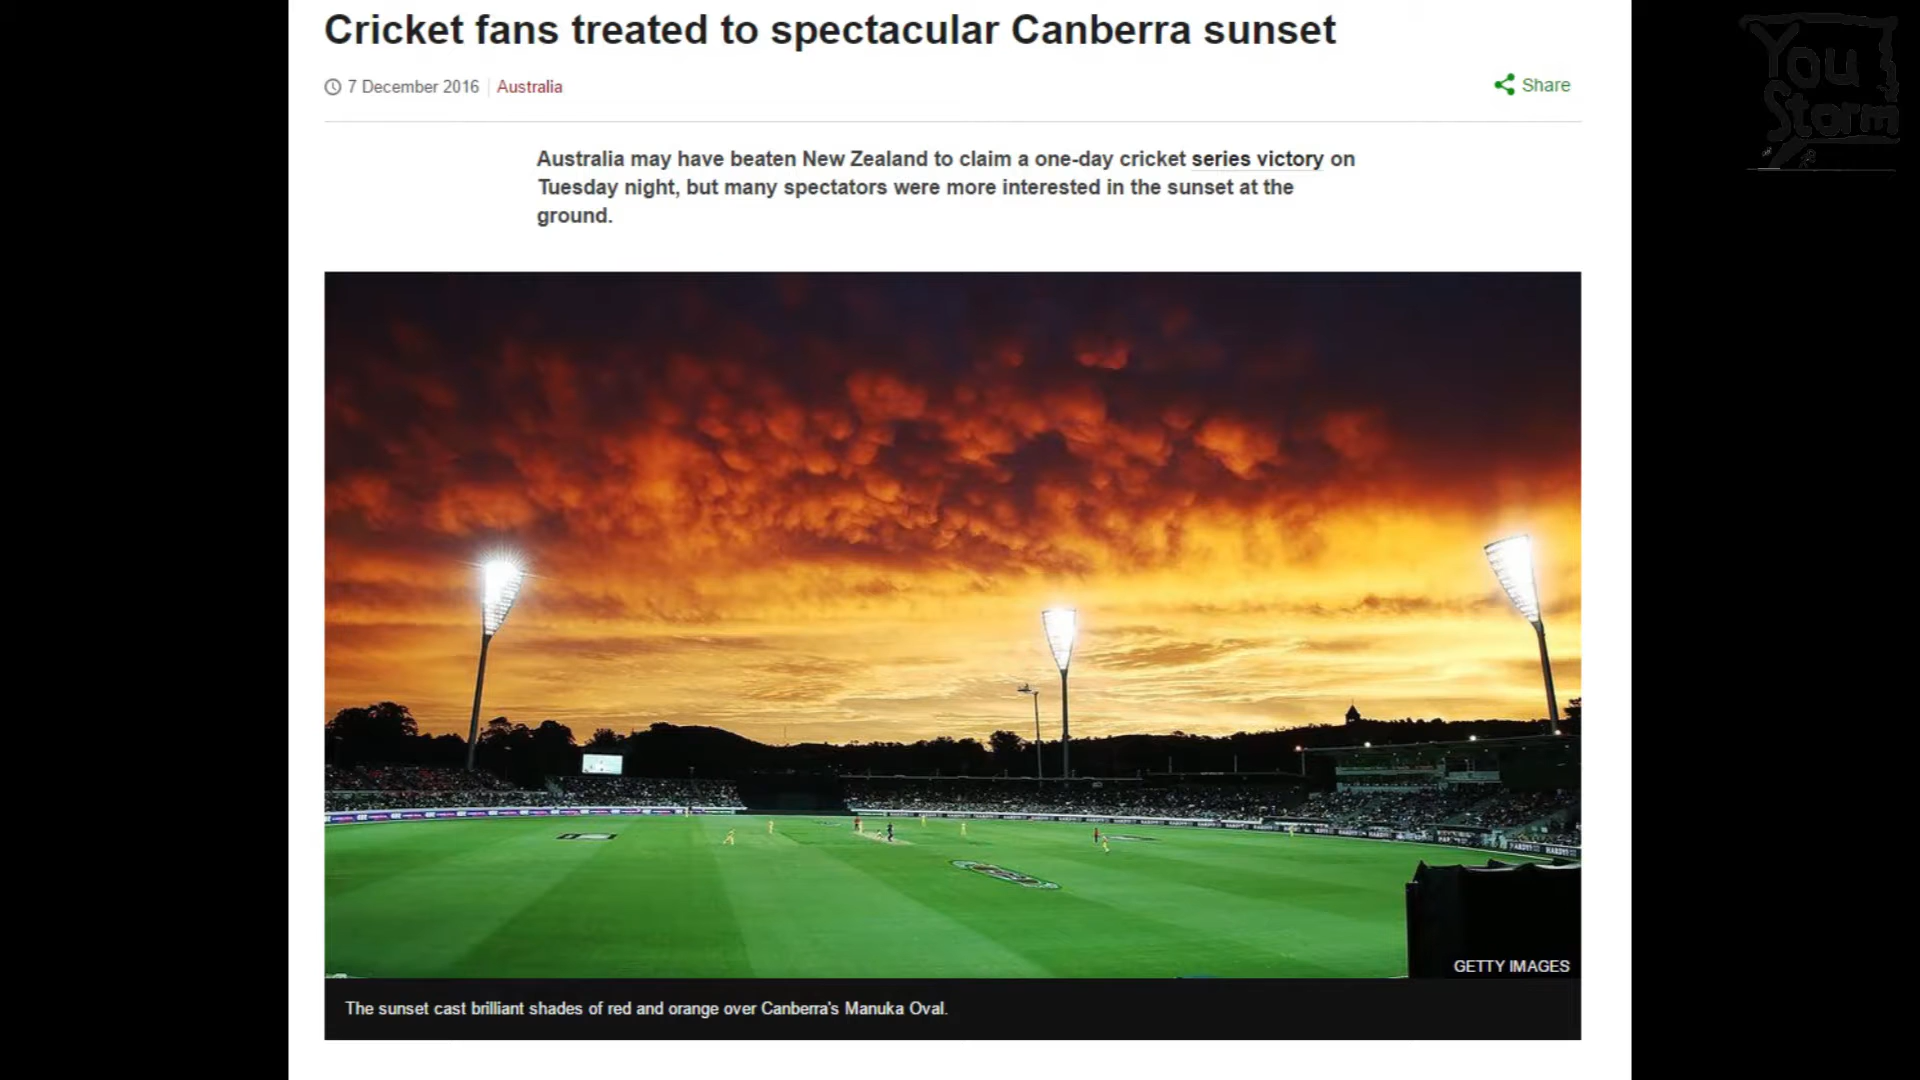 Cricket fans treated to spectacular Canberra sunset
7 December 2016 Australia
Share
You
Storm
Australia may have beaten New Zealand to claim a one-day cricket series victory on
Tuesday night, but many spectators were more interested in the sunset at the
ground.
GETTY IMAGES
The sunset cast brilliant shades of red and orange over Canberra's Manuka Oval.